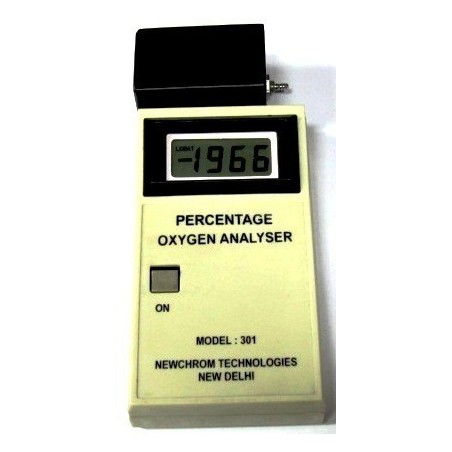 LOBAT
-1966
PERCENTAGE
OXYGEN ANALYSER
ON
MODEL : 301
NEWCHROM TECHNOLOGIES
NEW DELHI